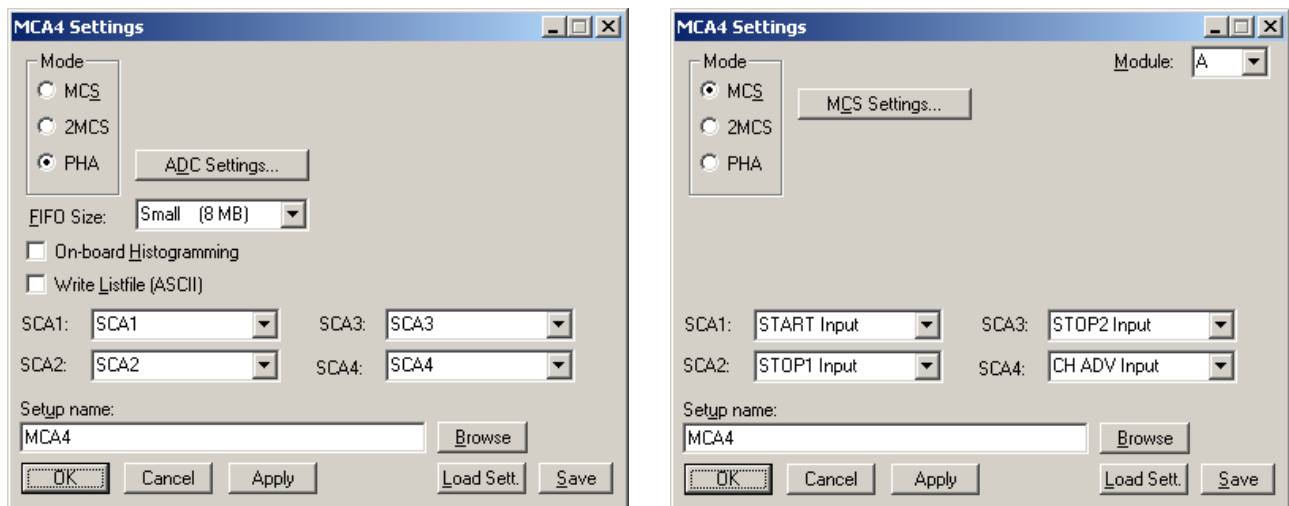 MCA4 Settings
Mode
MCS
2MCS
PHA
ADC Settings...
FIFO Size: Small (8 MB)
On-board Histogramming
Write Listfile (ASCII)
SCA1: SCA1 SCA3: SCA3
SCA2: SCA2 SCA4: SCA4
Setup name:
MCA4 Browse
OK Cancel Apply Load Sett. Save
MCA4 Settings
Mode
Module: A
MCS
MCS Settings...
2MCS
PHA
SCA1: START Input SCA3: STOP2 Input
SCA2: STOP1 Input SCA4: CH ADV Input
Setup name:
MCA4 Browse
OK Cancel Apply Load Sett. Save